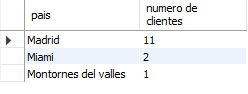 pais
numero de
clientes
Madrid 11
Miami 2
Montornes del valles 1